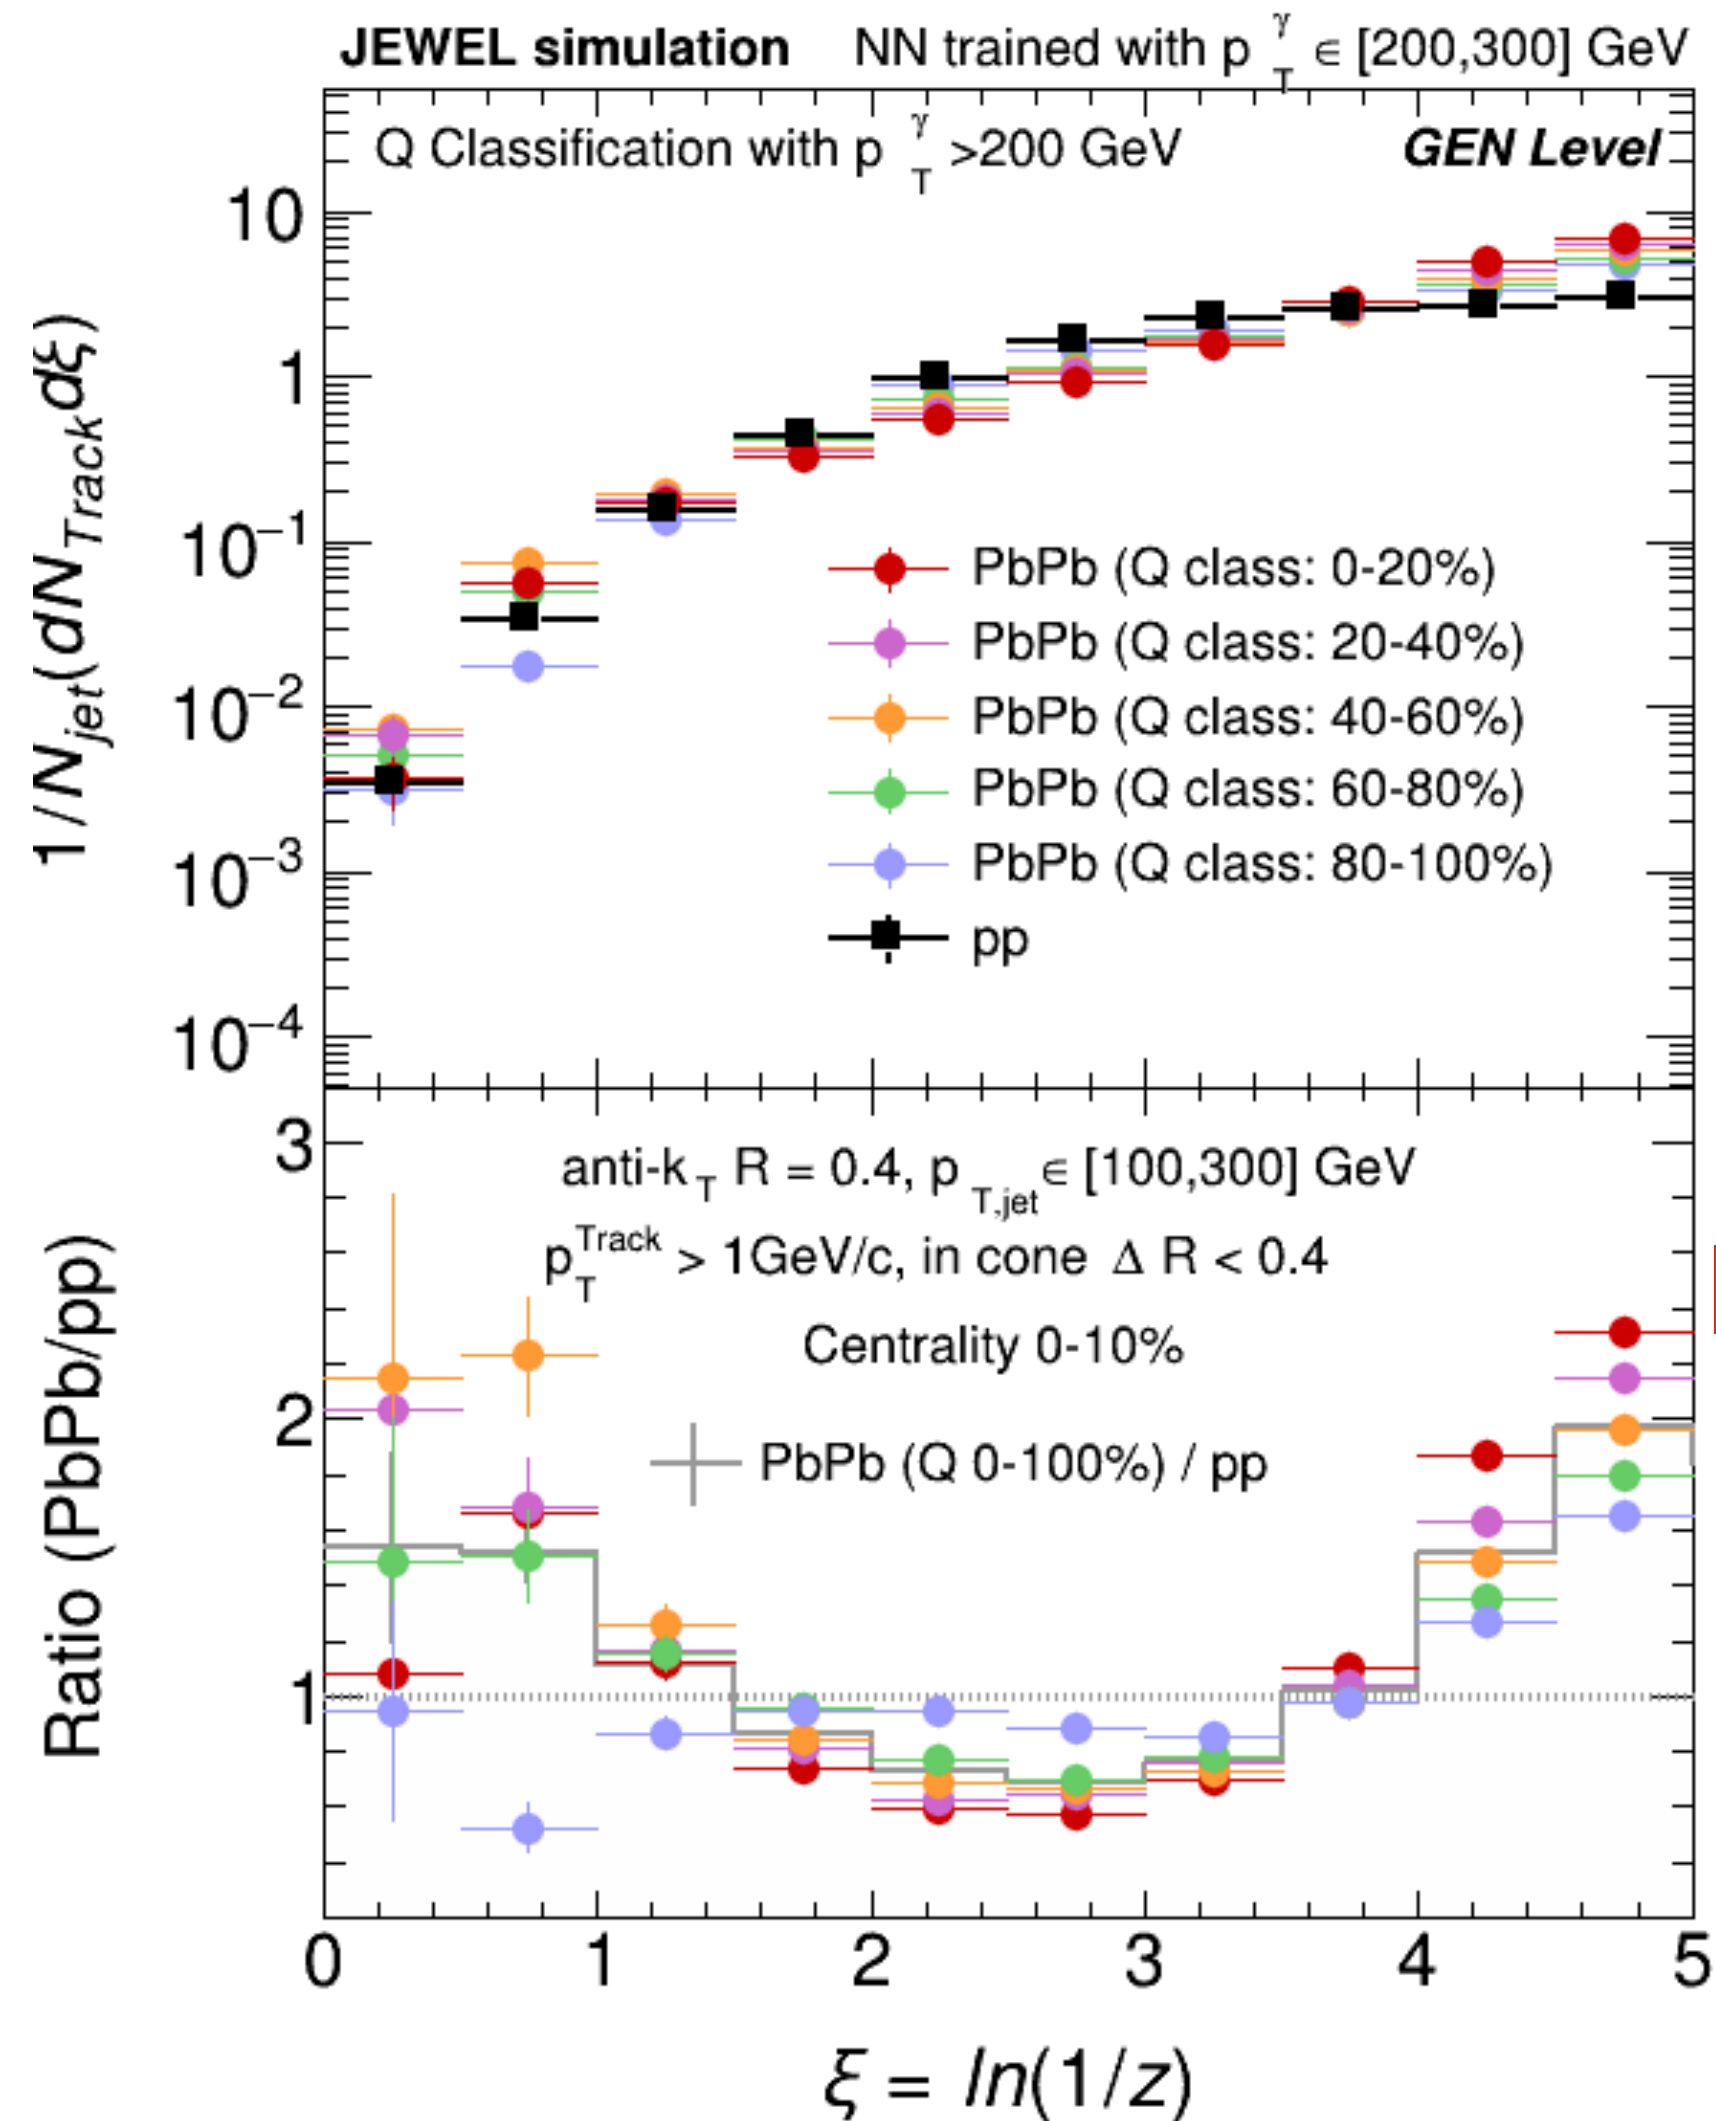 JEWEL simulation NN trained with p_T^γ ∈ [200,300] GeV
Q Classification with p_T^γ >200 GeV GEN Level
1/N_jet(dN_Track dξ)
10
1
10^−1
10^−2
10^−3
10^−4
PbPb (Q class: 0-20%)
PbPb (Q class: 20-40%)
PbPb (Q class: 40-60%)
PbPb (Q class: 60-80%)
PbPb (Q class: 80-100%)
pp
Ratio (PbPb/pp)
3
2
1
anti-k_T R = 0.4, p_T,jet ∈ [100,300] GeV
p_T^Track > 1GeV/c, in cone Δ R < 0.4
Centrality 0-10%
PbPb (Q 0-100%) / pp
0 1 2 3 4 5
ξ = ln(1/z)